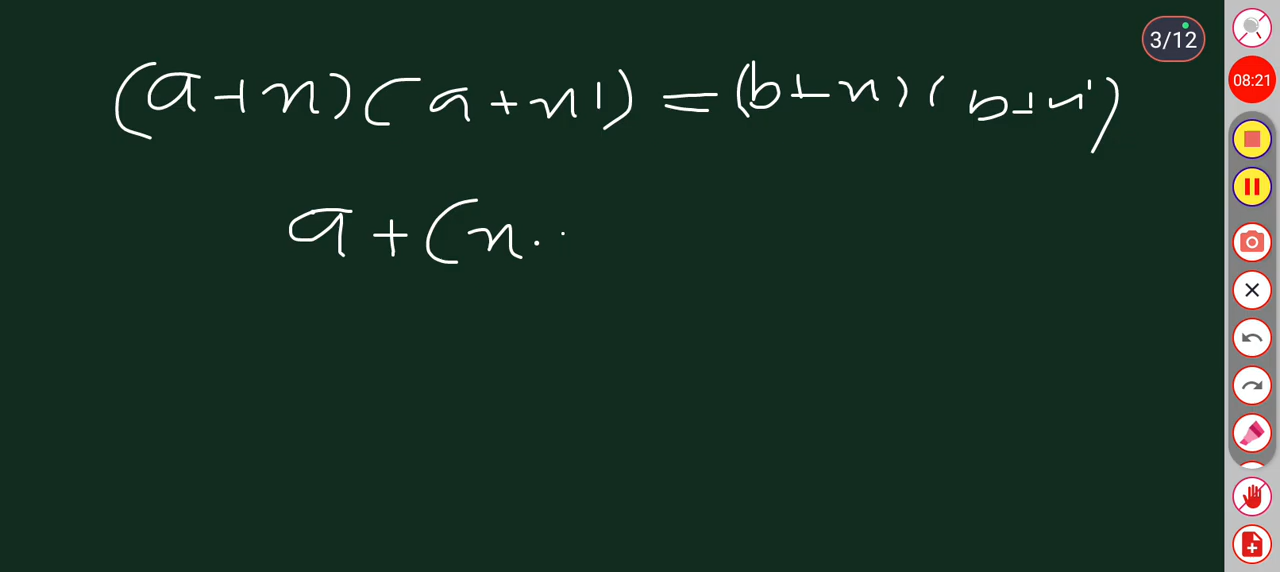 3/12
(a+x)(a+x') = (b+x)(b+x')
08:21
a+(x.